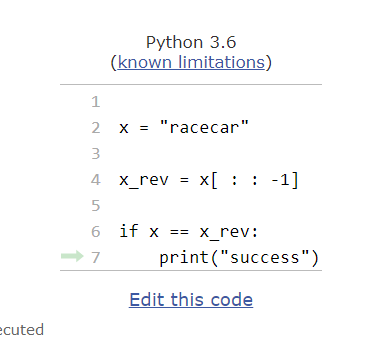 Python 3.6
(known limitations)
1
2 x = "racecar"
3
4 x_rev = x[ : : -1]
5
6 if x == x_rev:
7     print("success")
Edit this code
ecuted